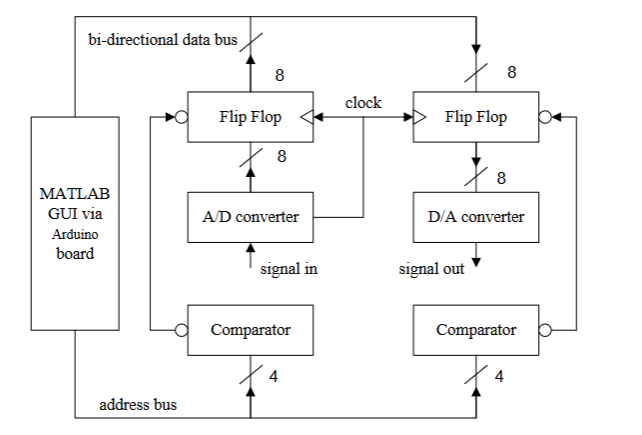 bi-directional data bus
8
8
Flip Flop
clock
Flip Flop
8
8
MATLAB
GUI via
Arduino
board
A/D converter
D/A converter
signal in
signal out
Comparator
Comparator
4
4
address bus